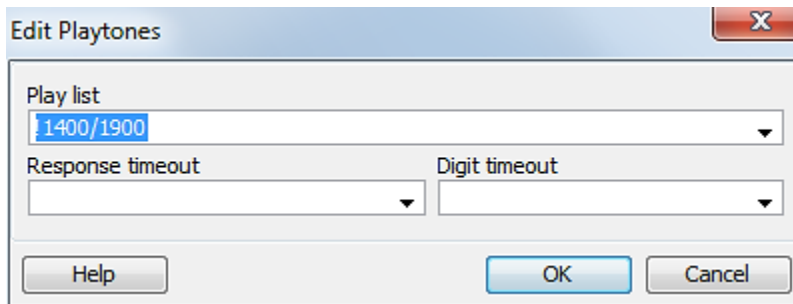 Edit Playtones
Play list
!1400/1900
Response timeout
Digit timeout
Help
OK
Cancel